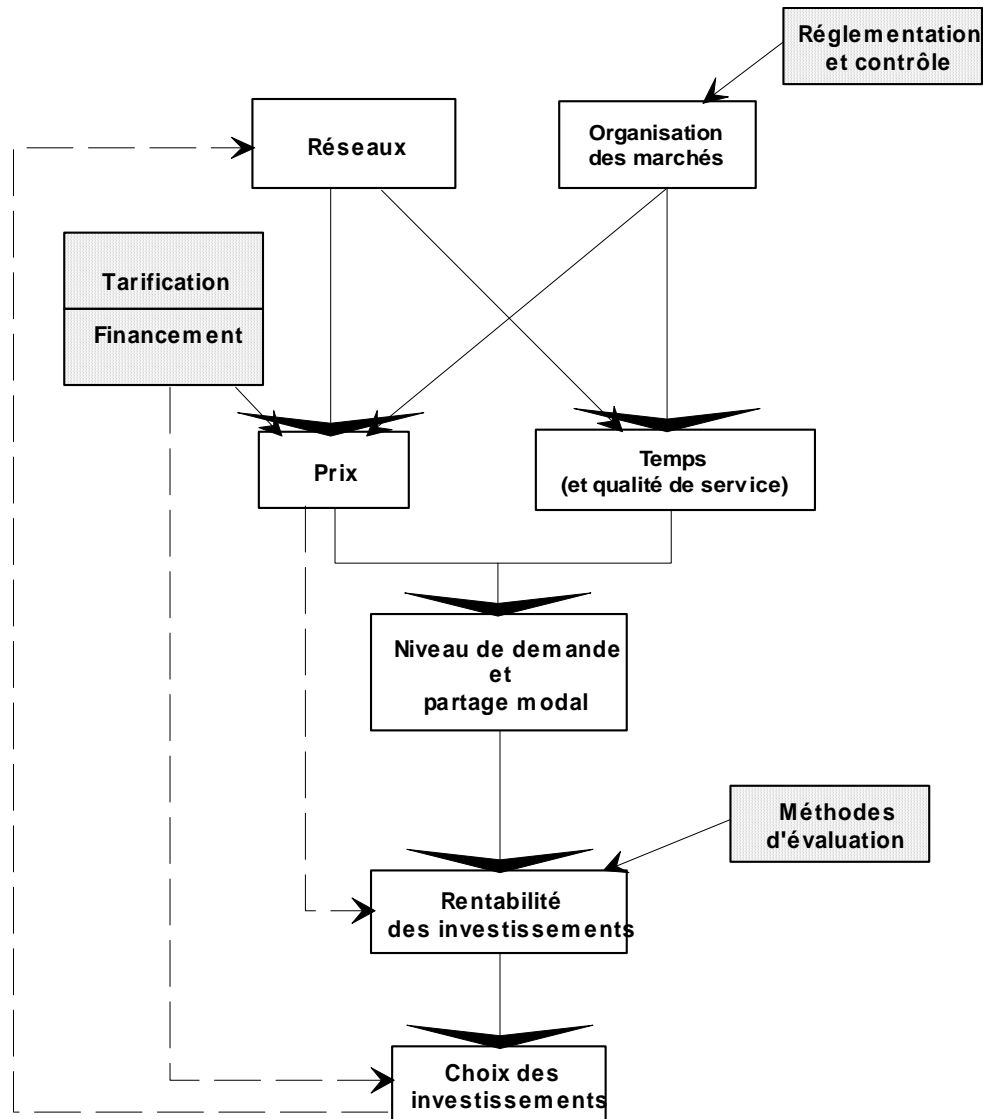 Réglementation
et contrôle
Réseaux
Organisation
des marchés
Tarification
Financement
Prix
Temps
(et qualité de service)
Niveau de demande
et
partage modal
Méthodes
d'évaluation
Rentabilité
des investissements
Choix des
investissements